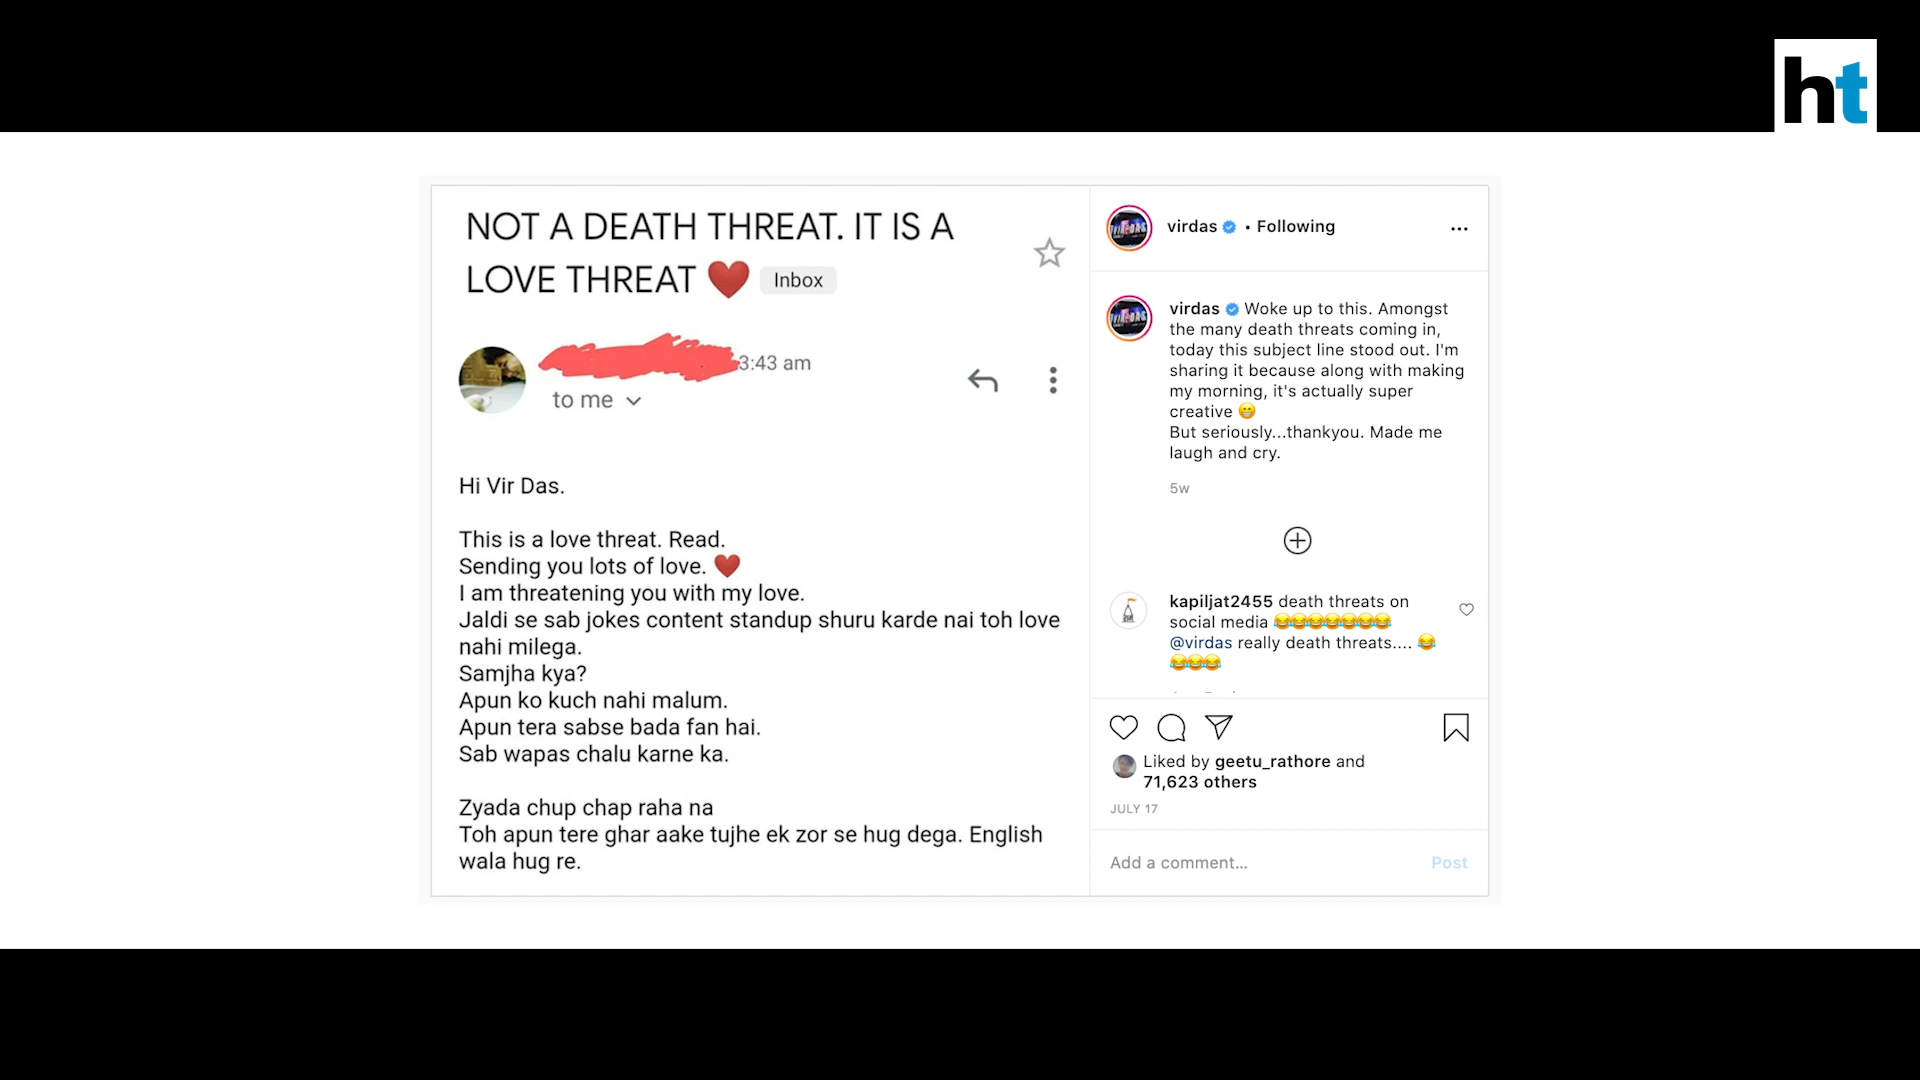 ht
NOT A DEATH THREAT. IT IS A
LOVE THREAT ❤️ Inbox
3:43 am
to me
Hi Vir Das.
This is a love threat. Read.
Sending you lots of love. ❤️
I am threatening you with my love.
Jaldi se sab jokes content standup shuru karde nai toh love
nahi milega.
Samjha kya?
Apun ko kuch nahi malum.
Apun tera sabse bada fan hai.
Sab wapas chalu karne ka.
Zyada chup chap raha na
Toh apun tere ghar aake tujhe ek zor se hug dega. English
wala hug re.
virdas • Following
virdas Woke up to this. Amongst
the many death threats coming in,
today this subject line stood out. I'm
sharing it because along with making
my morning, it's actually super
creative 😁
But seriously...thankyou. Made me
laugh and cry.
5w
kapiljat2455 death threats on
social media 😂😂😂😂😂😂😂
@virdas really death threats.... 😂
😂😂😂
Liked by geetu_rathore and
71,623 others
JULY 17
Add a comment... Post